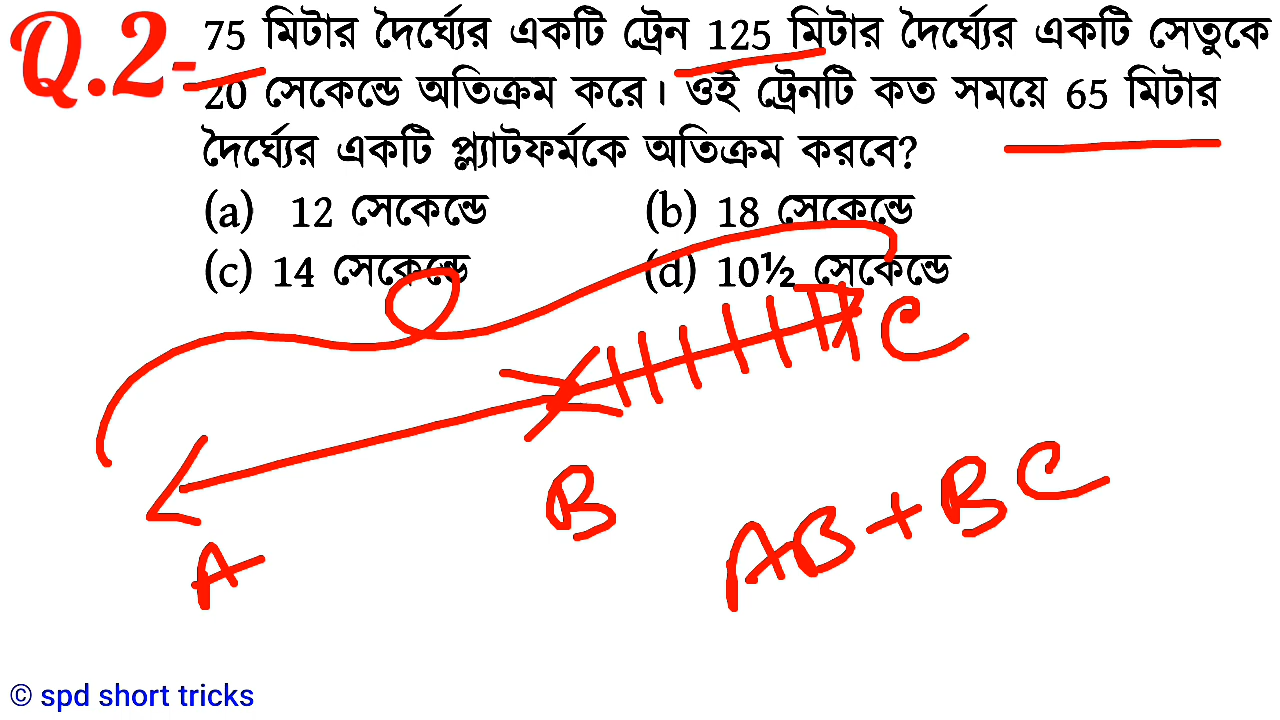 Q.2- 75 মিটার দৈর্ঘ্যের একটি ট্রেন 125 মিটার দৈর্ঘ্যের একটি সেতুকে
20 সেকেন্ডে অতিক্রম করে। ওই ট্রেনটি কত সময়ে 65 মিটার
দৈর্ঘ্যের একটি প্ল্যাটফর্মকে অতিক্রম করবে?
(a) 12 সেকেন্ডে (b) 18 সেকেন্ডে
(c) 14 সেকেন্ডে (d) 10½ সেকেন্ডে
C
B
A
AB+BC
© spd short tricks